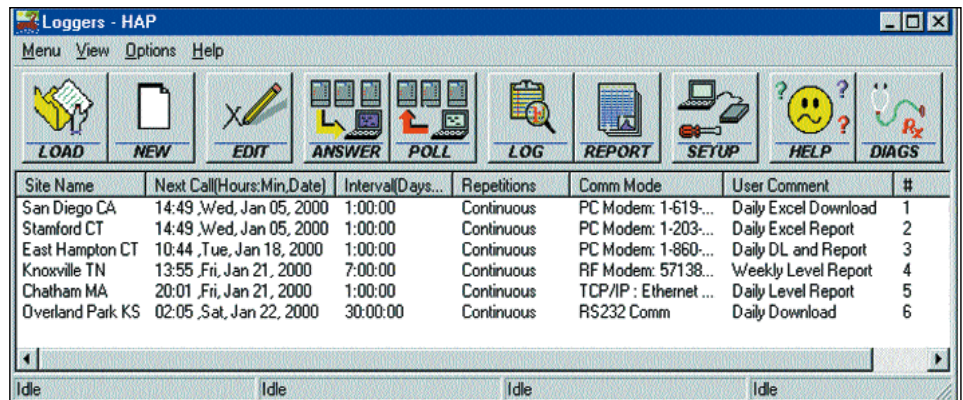 Loggers - HAP
Menu View Options Help
LOAD NEW EDIT ANSWER POLL LOG REPORT SETUP HELP DIAGS
Site Name Next Call(Hours:Min,Date) Interval(Days... Repetitions Comm Mode User Comment #
San Diego CA 14:49 ,Wed, Jan 05, 2000 1:00:00 Continuous PC Modem: 1-619-... Daily Excel Download 1
Stamford CT 14:49 ,Wed, Jan 05, 2000 1:00:00 Continuous PC Modem: 1-203-... Daily Excel Report 2
East Hampton CT 10:44 ,Tue, Jan 18, 2000 1:00:00 Continuous PC Modem: 1-860-... Daily DL and Report 3
Knoxville TN 13:55 ,Fri, Jan 21, 2000 7:00:00 Continuous RF Modem: 57138... Weekly Level Report 4
Chatham MA 20:01 ,Fri, Jan 21, 2000 1:00:00 Continuous TCP/IP : Ethernet ... Daily Level Report 5
Overland Park KS 02:05 ,Sat, Jan 22, 2000 30:00:00 Continuous RS232 Comm Daily Download 6
Idle Idle Idle Idle